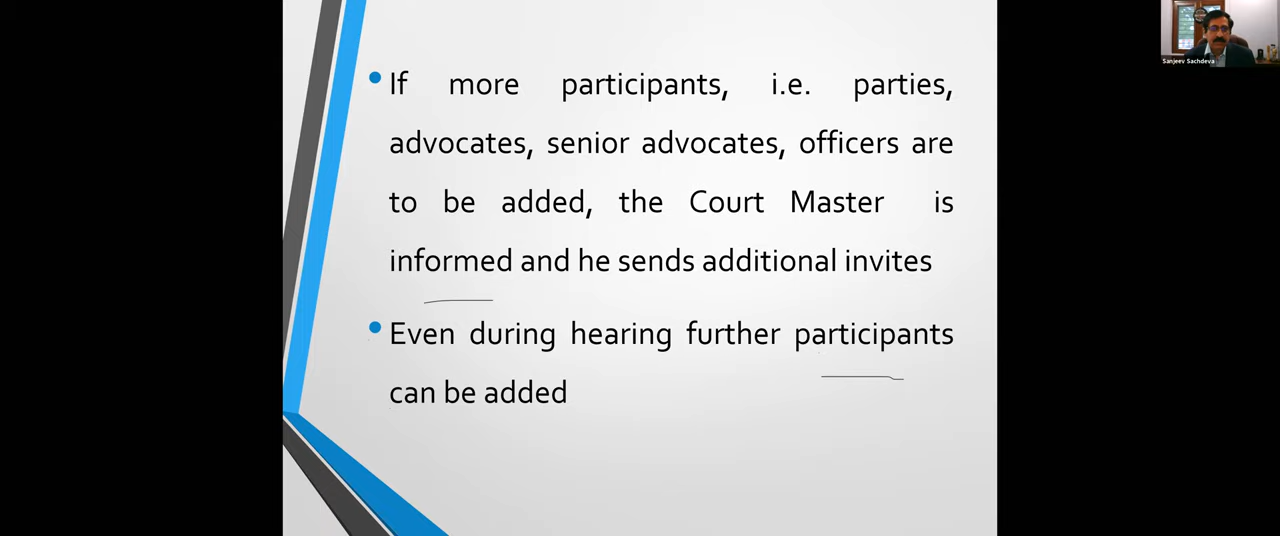 Sanjeev Sachdeva
• If more participants, i.e. parties,
advocates, senior advocates, officers are
to be added, the Court Master is
informed and he sends additional invites
• Even during hearing further participants
can be added